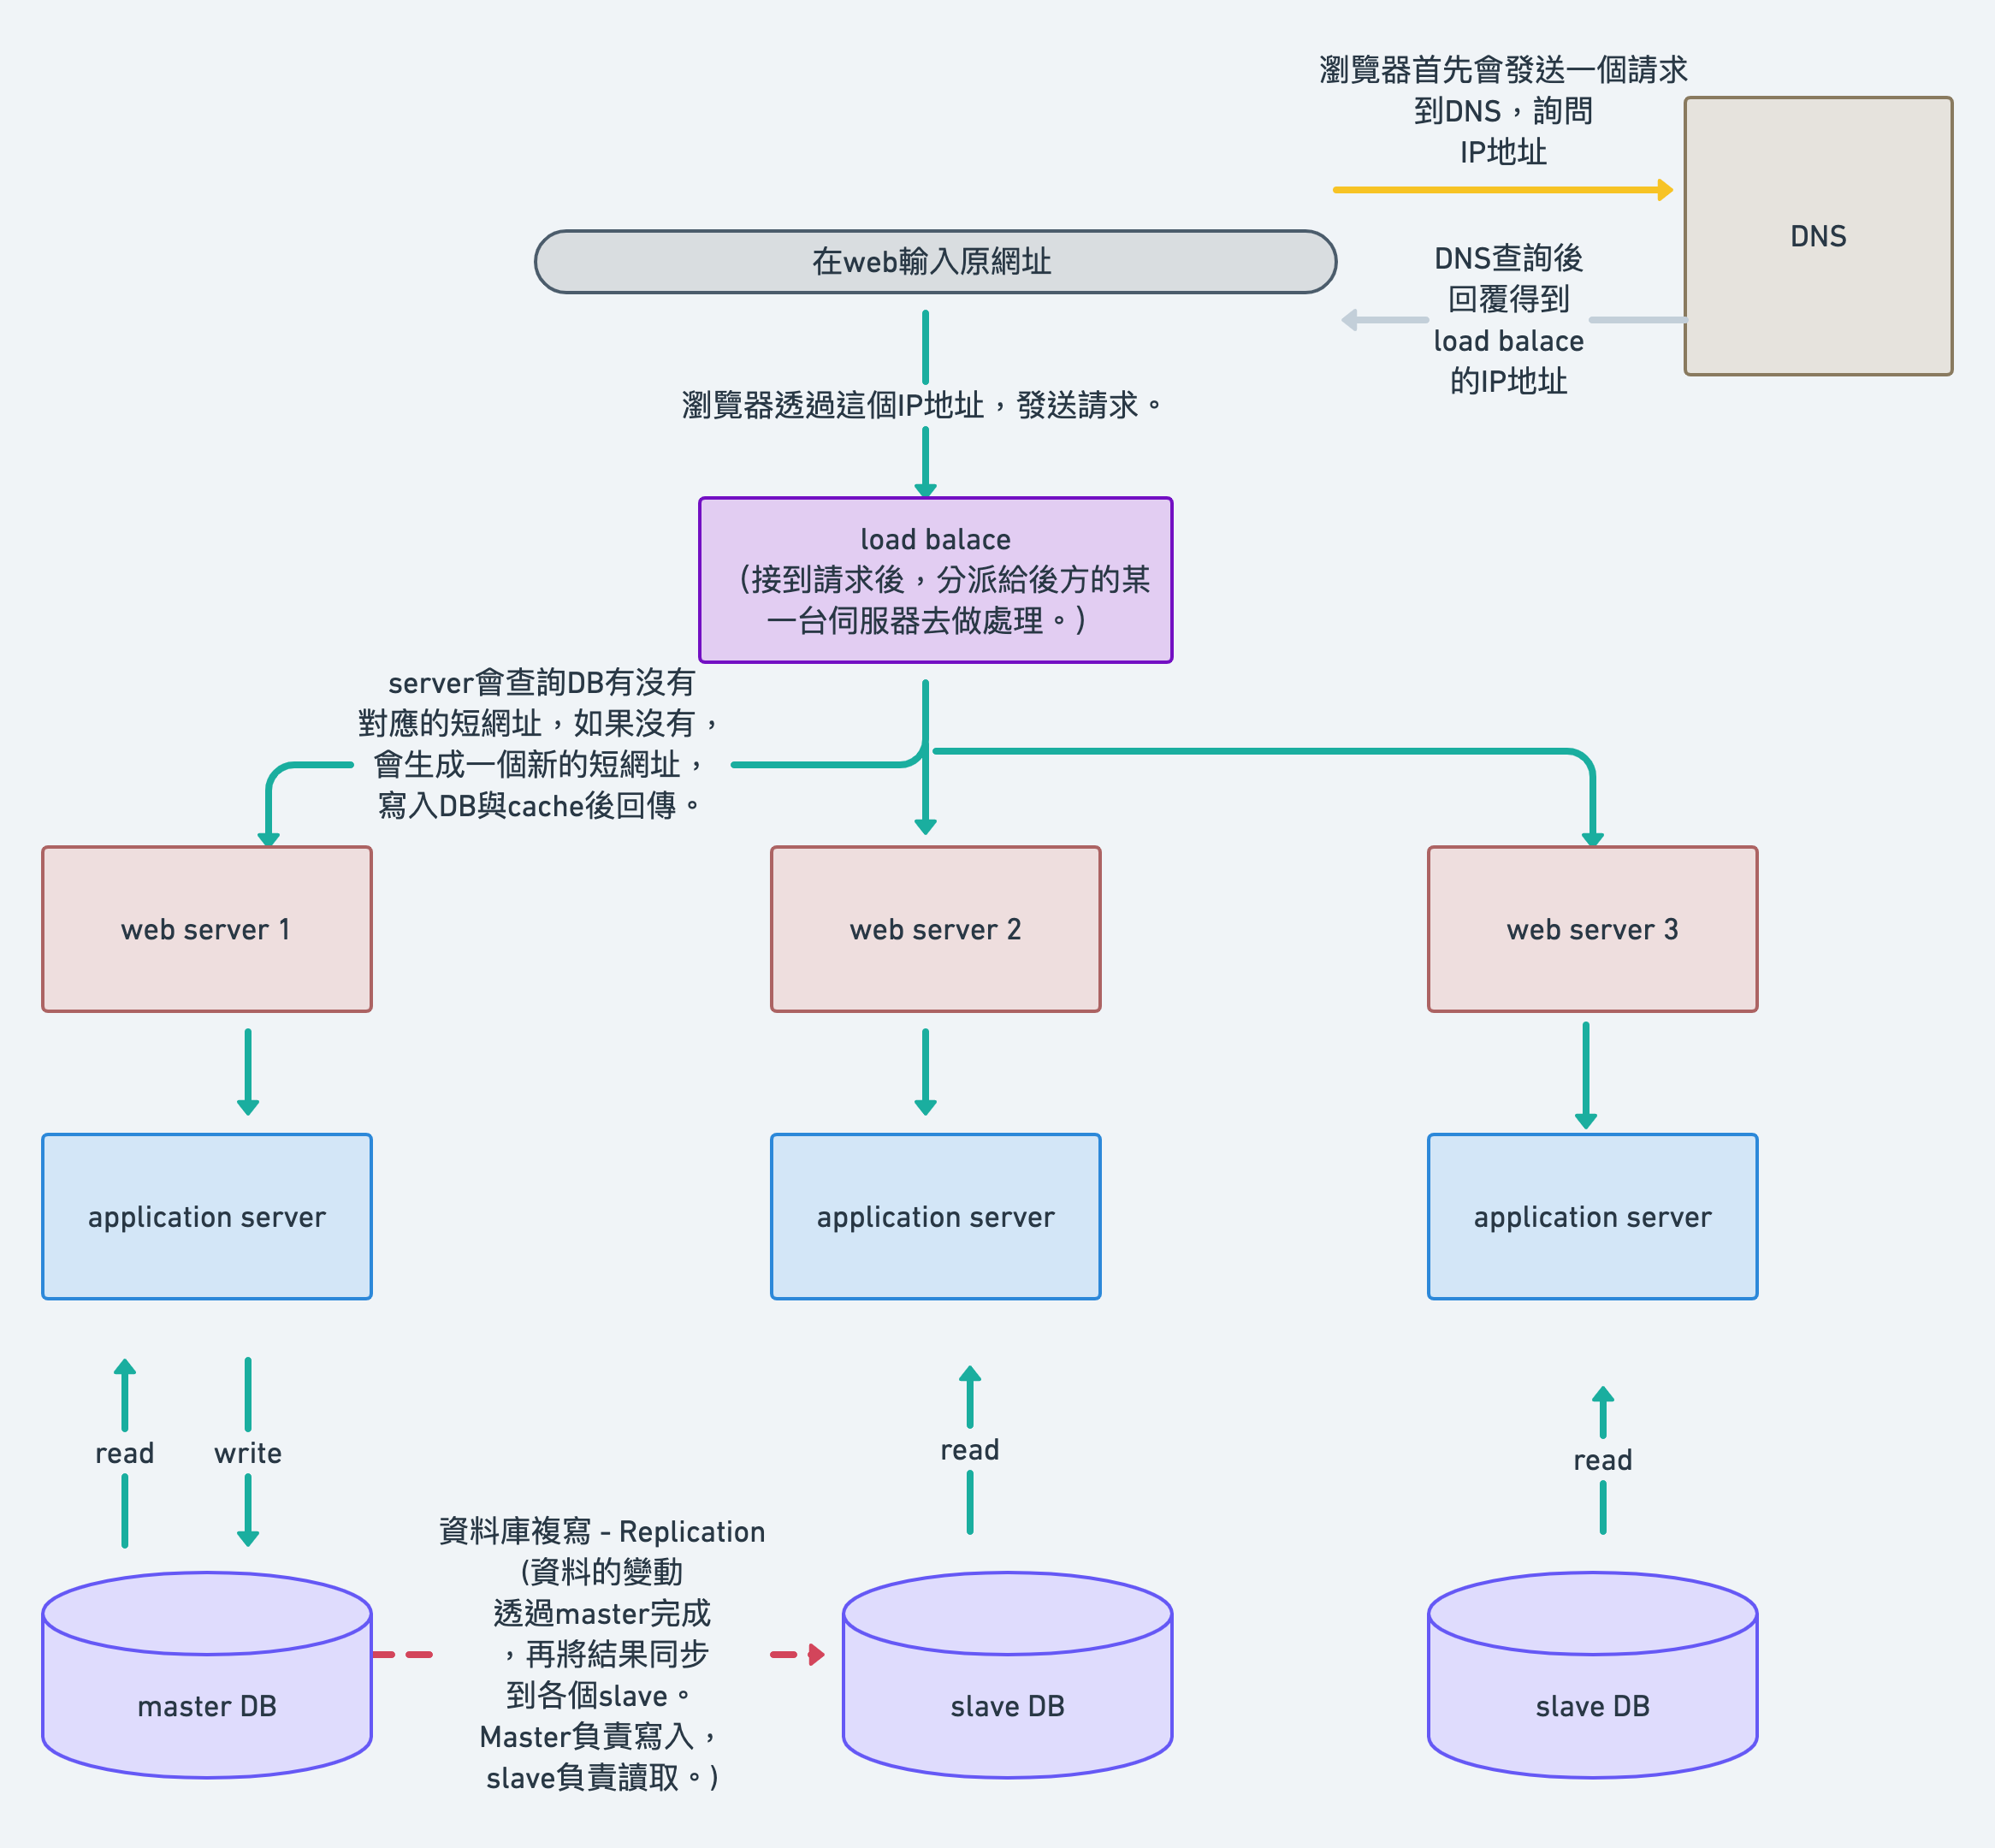 瀏覽器首先會發送一個請求
到DNS，詢問
IP地址
DNS
在web輸入原網址
DNS查詢後
回覆得到
load balace
的IP地址
瀏覽器透過這個IP地址，發送請求。
load balace
（接到請求後，分派給後方的某
一台伺服器去做處理。）
server會查詢DB有沒有
對應的短網址，如果沒有，
會生成一個新的短網址，
寫入DB與cache後回傳。
web server 1
web server 2
web server 3
application server
application server
application server
read
write
read
read
資料庫複寫 - Replication
(資料的變動
透過master完成
，再將結果同步
到各個slave。
Master負責寫入，
slave負責讀取。)
master DB
slave DB
slave DB